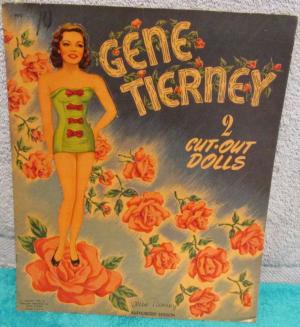 GENE
TIERNEY
2
CUT-OUT
DOLLS
Gene Tierney
AUTHORIZED EDITION